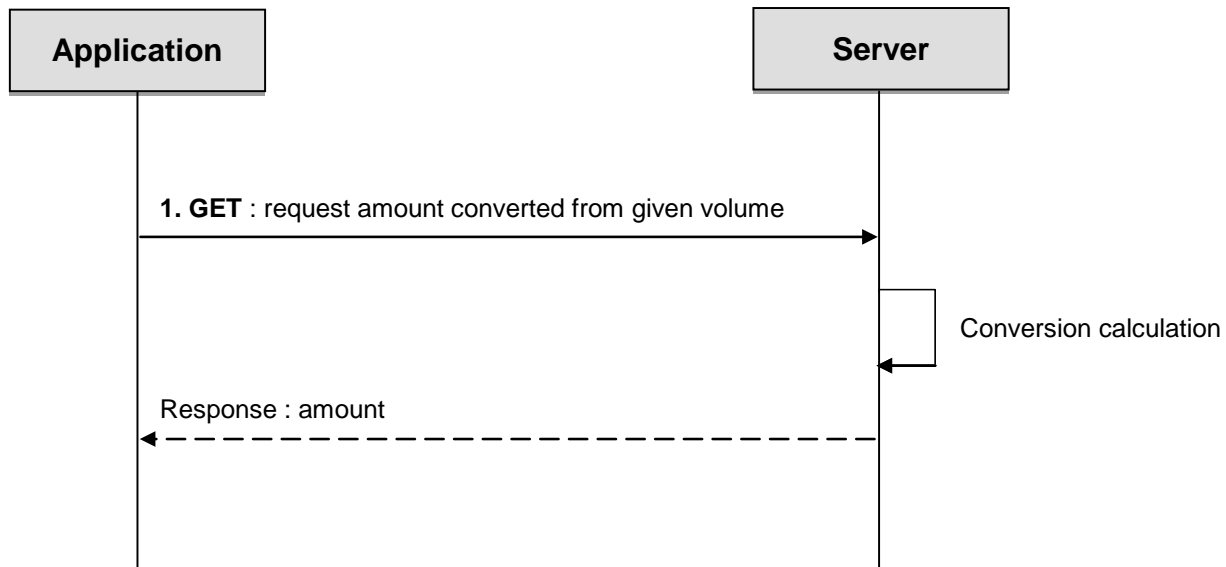 Application
Server
1. GET : request amount converted from given volume
Conversion calculation
Response : amount